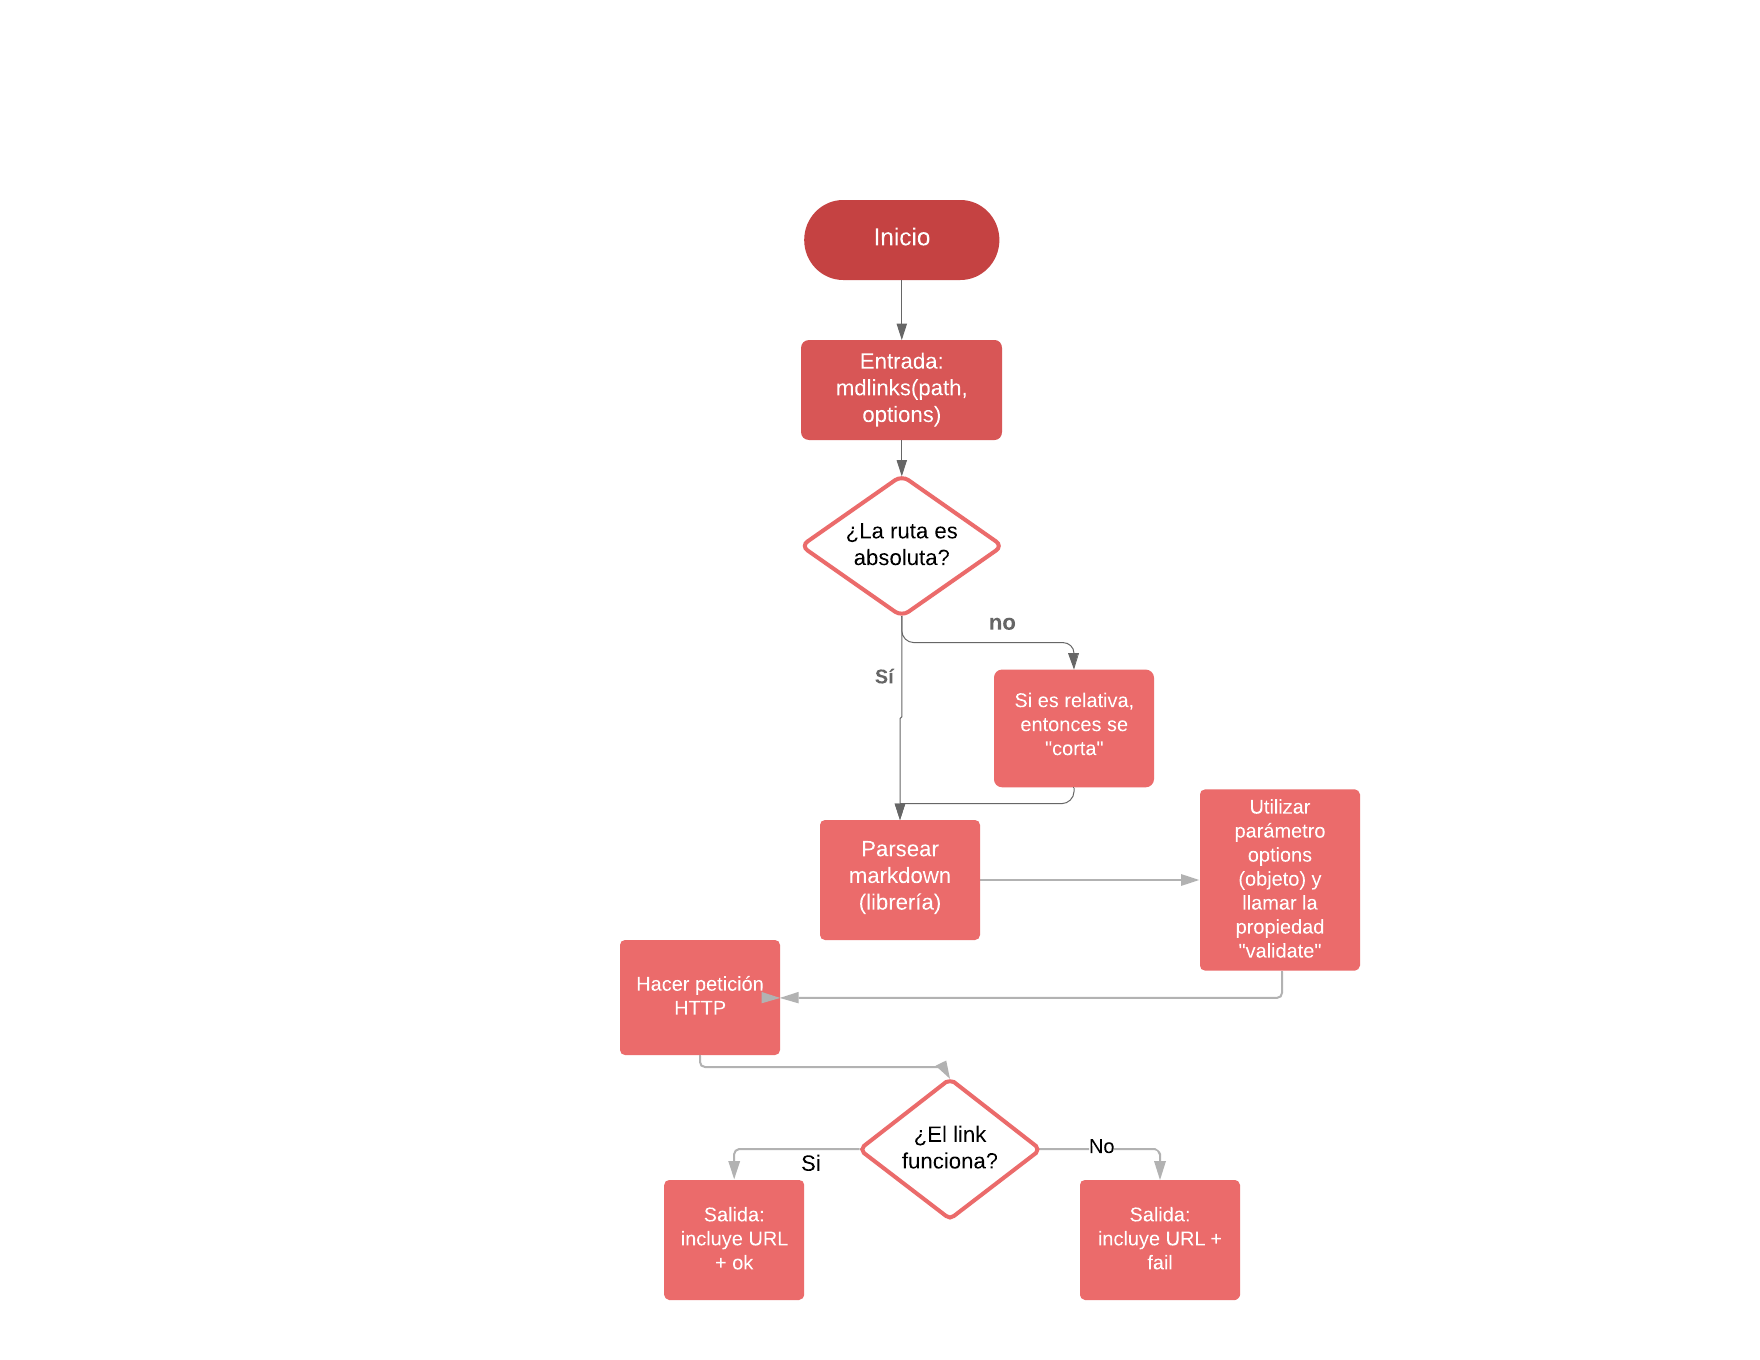 Inicio
Entrada:
mdlinks(path,
options)
¿La ruta es
absoluta?
no
Sí
Si es relativa,
entonces se
"corta"
Parsear
markdown
(librería)
Utilizar
parámetro
options
(objeto) y
llamar la
propiedad
"validate"
Hacer petición
HTTP
¿El link
funciona?
Si
No
Salida:
incluye URL
+ ok
Salida:
incluye URL +
fail